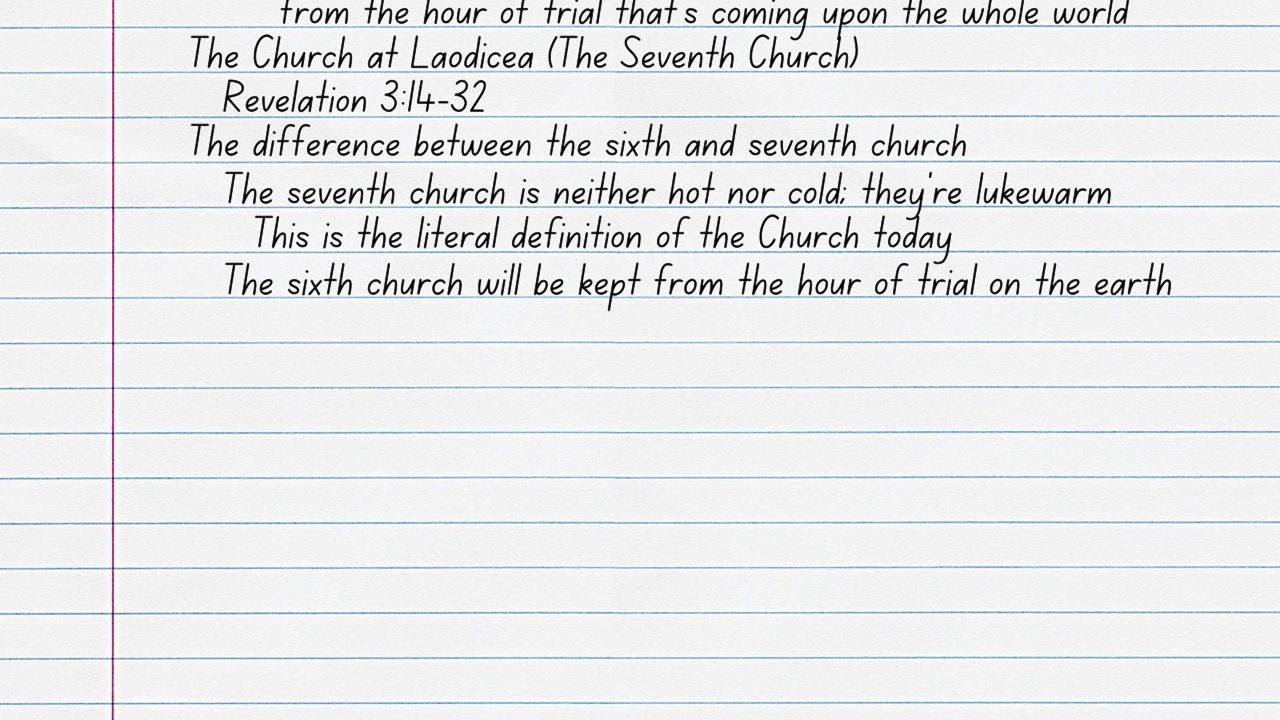 from the hour of trial that's coming upon the whole world
The Church at Laodicea (The Seventh Church)
Revelation 3:14-32
The difference between the sixth and seventh church
The seventh church is neither hot nor cold; they're lukewarm
This is the literal definition of the Church today
The sixth church will be kept from the hour of trial on the earth